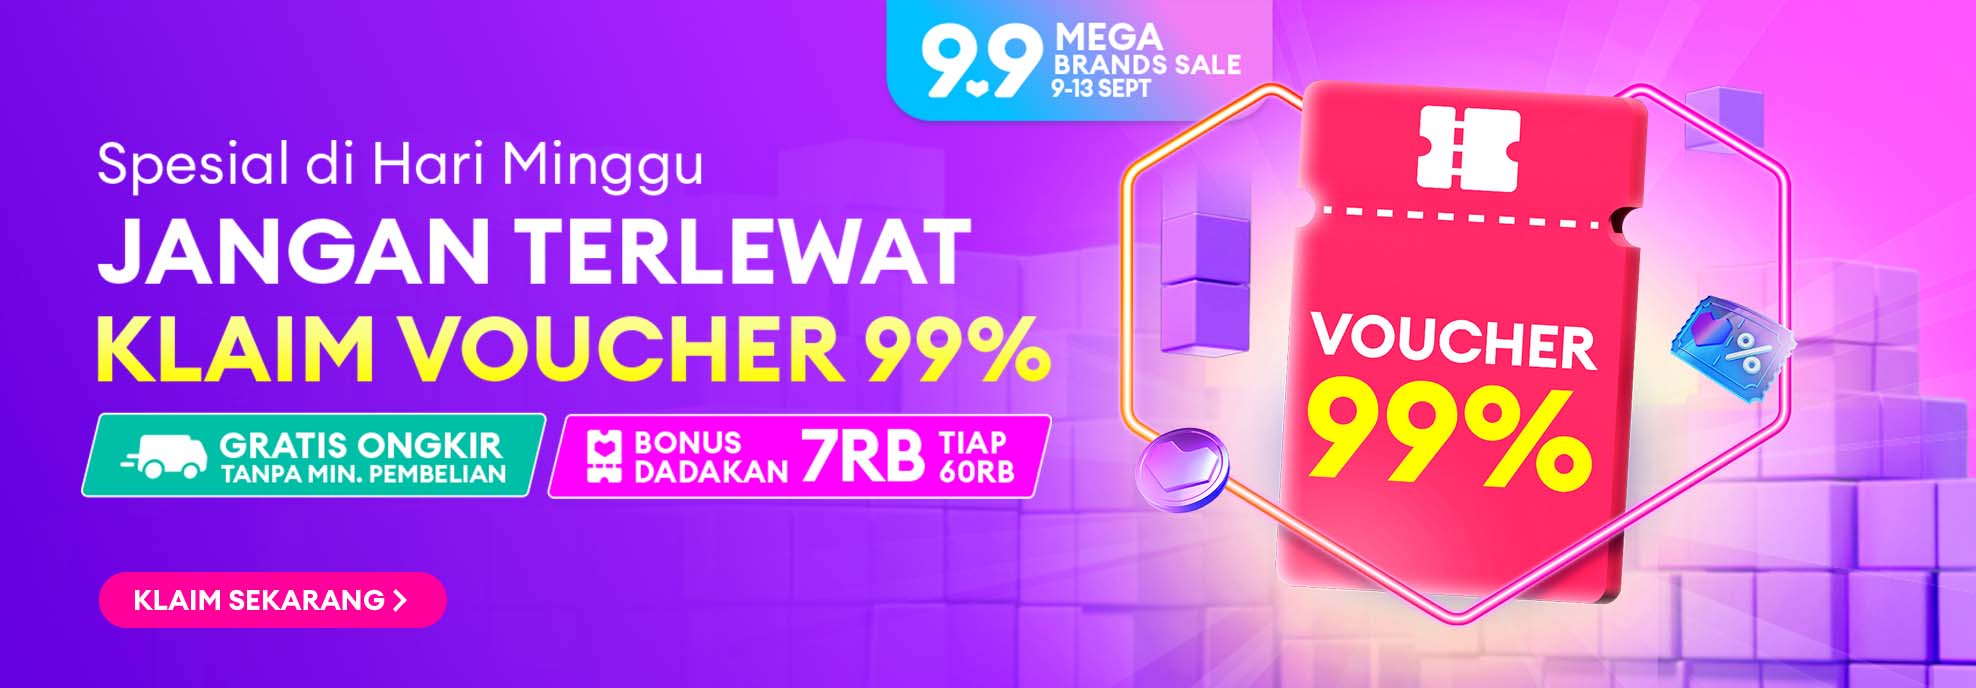 9.9 MEGA
BRANDS SALE
9-13 SEPT
Spesial di Hari Minggu
JANGAN TERLEWAT
KLAIM VOUCHER 99%
GRATIS ONGKIR
TANPA MIN. PEMBELIAN
BONUS
DADAKAN 7RB TIAP
60RB
KLAIM SEKARANG >
VOUCHER
99%
%